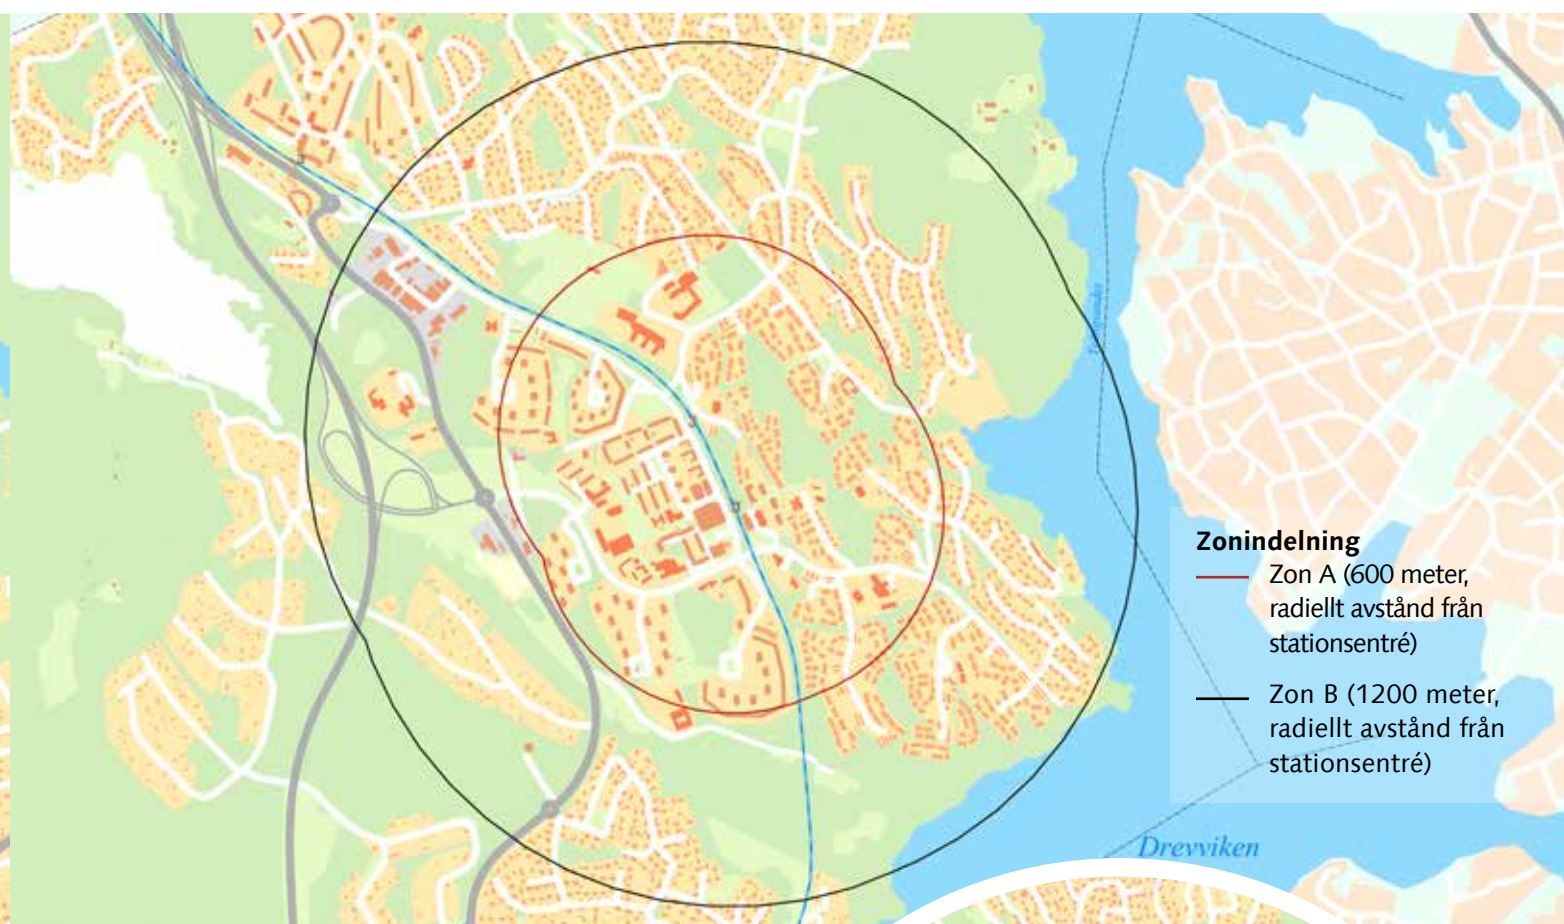 Zonindelning
Zon A (600 meter,
radiellt avstånd från
stationsentré)
Zon B (1200 meter,
radiellt avstånd från
stationsentré)
Drevviken